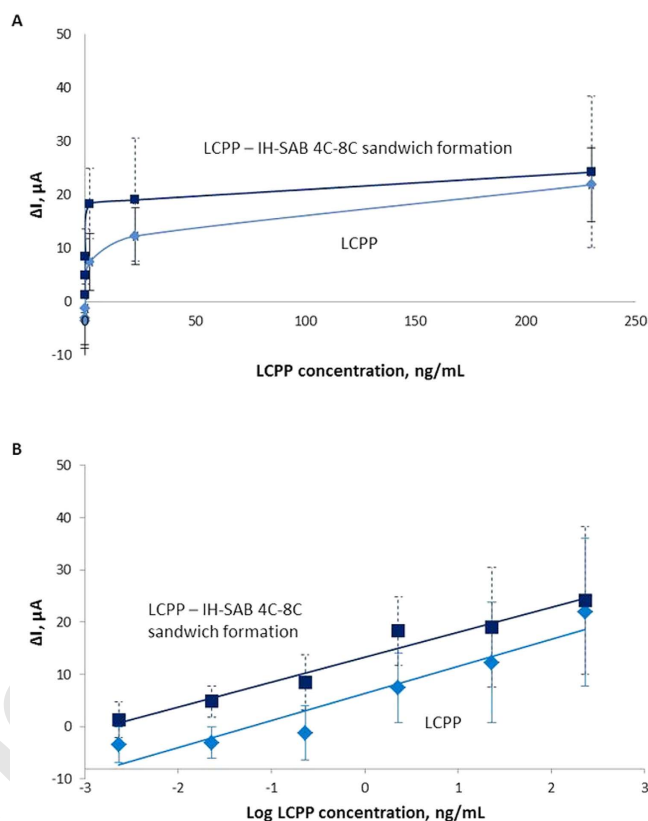 A
50
40
30
20
10
0
-10
ΔI, µA
LCPP – IH-SAB 4C-8C sandwich formation
LCPP
0
50
100
150
200
250
LCPP concentration, ng/mL
B
50
40
30
20
10
0
-10
ΔI, µA
LCPP – IH-SAB 4C-8C
sandwich formation
LCPP
-3
-2
-1
0
1
2
3
Log LCPP concentration, ng/mL